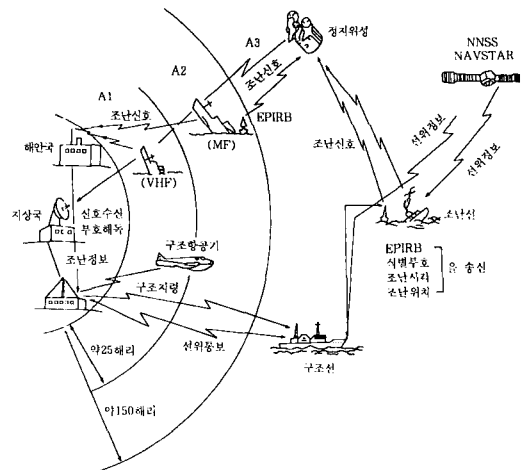 정지위성
NNSS
NAVSTAR
A3
A2
A1
조난신호
조난신호
EPIRB
(MF)
해안국
(VHF)
조난신호
선위정보
선위정보
지상국
신호수신
부호해독
조난선
조난정보
구조항공기
구조지령
EPIRB
식별부호
조난시각
조난위치
을 송신
선위통보
구조선
약25해리
약150해리